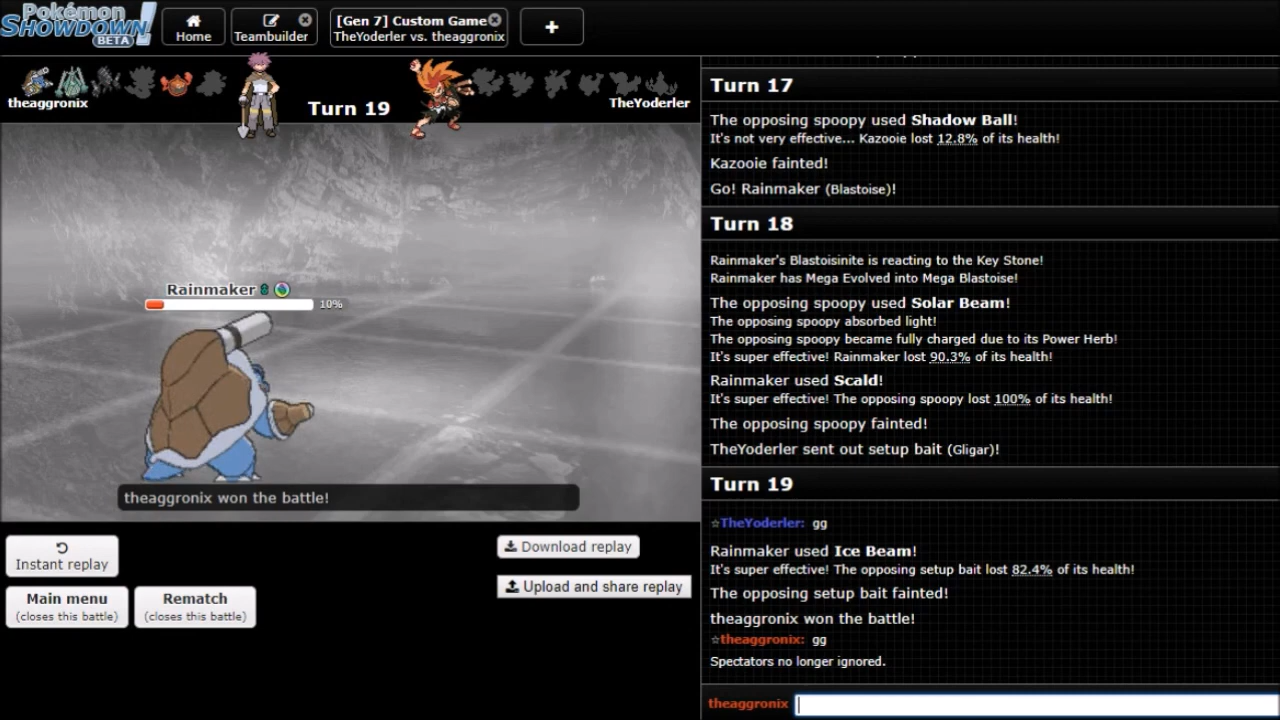 Pokémon
SHOWDOWN!
BETA
Home
Teambuilder
[Gen 7] Custom Game
TheYoderler vs. theaggronix
+
theaggronix
Turn 19
TheYoderler
Rainmaker
10%
theaggronix won the battle!
Instant replay
Download replay
Upload and share replay
Main menu
(closes this battle)
Rematch
(closes this battle)
Turn 17
The opposing spoopy used Shadow Ball!
It's not very effective... Kazooie lost 12.8% of its health!
Kazooie fainted!
Go! Rainmaker (Blastoise)!
Turn 18
Rainmaker's Blastoisinite is reacting to the Key Stone!
Rainmaker has Mega Evolved into Mega Blastoise!
The opposing spoopy used Solar Beam!
The opposing spoopy absorbed light!
The opposing spoopy became fully charged due to its Power Herb!
It's super effective! Rainmaker lost 90.3% of its health!
Rainmaker used Scald!
It's super effective! The opposing spoopy lost 100% of its health!
The opposing spoopy fainted!
TheYoderler sent out setup bait (Gligar)!
Turn 19
☆TheYoderler: gg
Rainmaker used Ice Beam!
It's super effective! The opposing setup bait lost 82.4% of its health!
The opposing setup bait fainted!
theaggronix won the battle!
☆theaggronix: gg
Spectators no longer ignored.
theaggronix